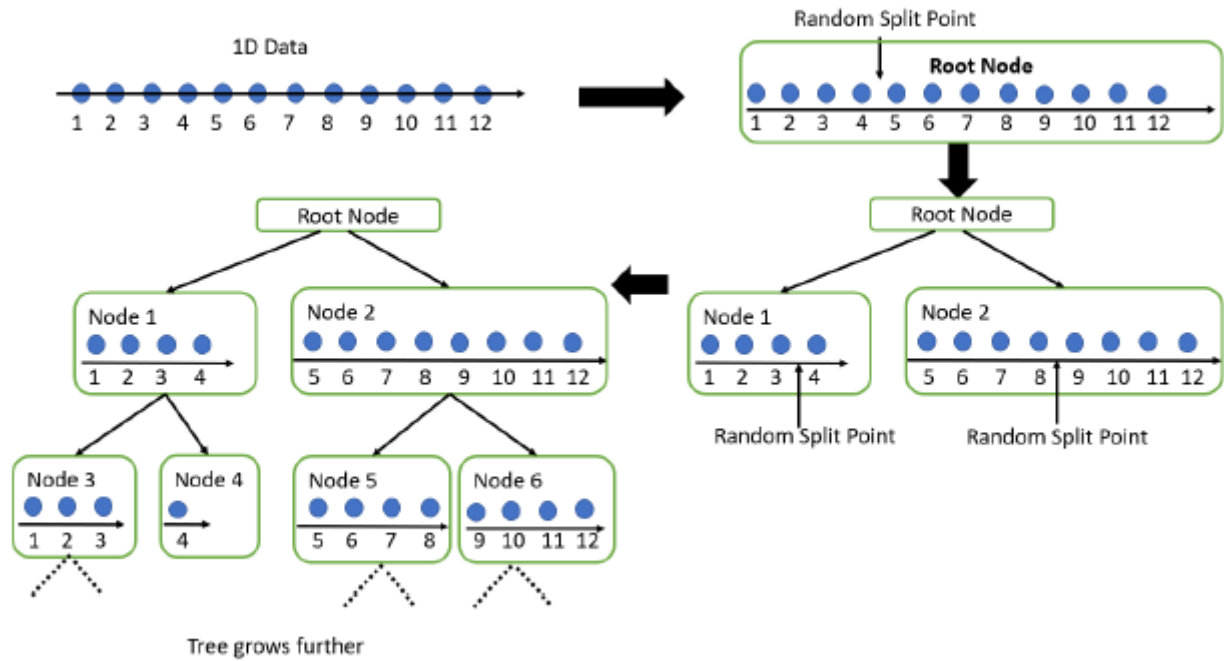 Random Split Point
1D Data
Root Node
1 2 3 4 5 6 7 8 9 10 11 12
1 2 3 4 5 6 7 8 9 10 11 12
Root Node
Root Node
Node 1
Node 2
1 2 3 4
5 6 7 8 9 10 11 12
Node 1
Node 2
1 2 3 4
5 6 7 8 9 10 11 12
Random Split Point
Random Split Point
Node 3
Node 4
Node 5
Node 6
1 2 3
4
5 6 7 8
9 10 11 12
Tree grows further